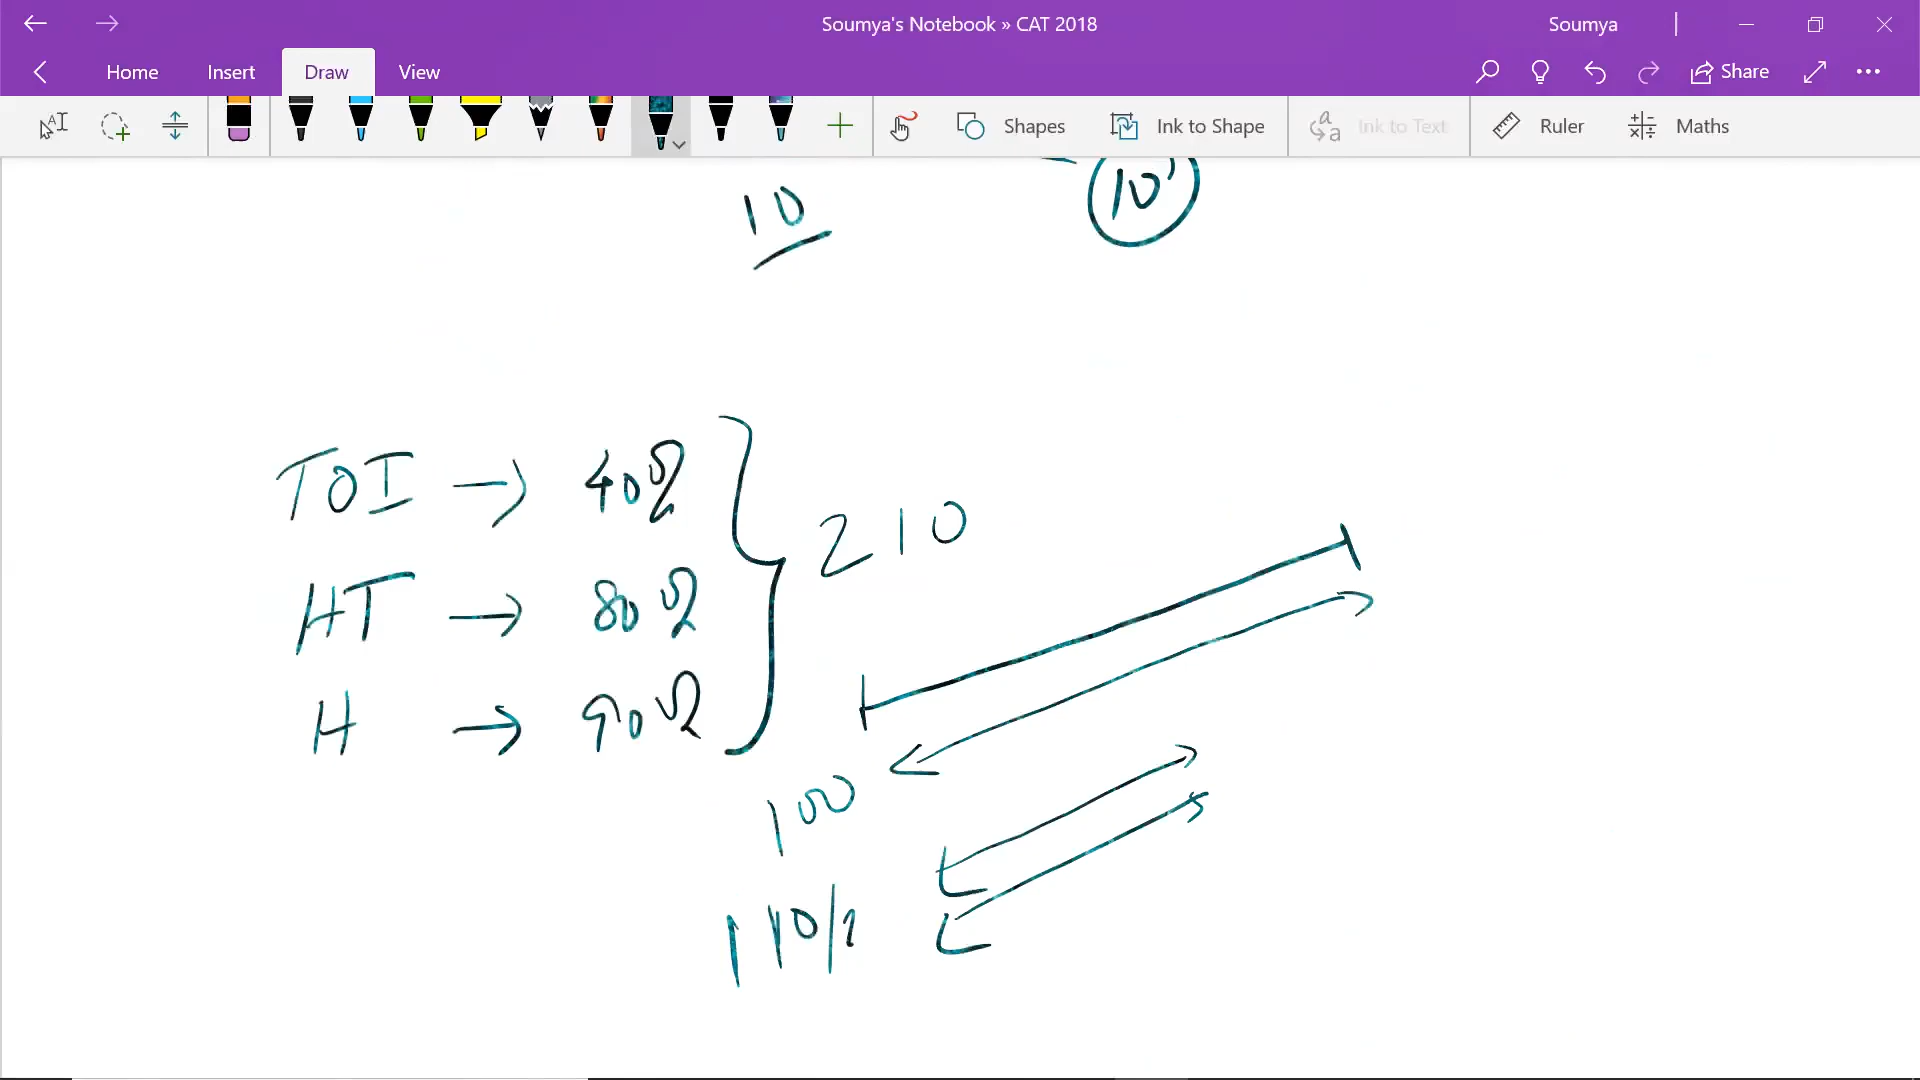 Soumya's Notebook » CAT 2018
Soumya
Home Insert Draw View
Share
Shapes Ink to Shape Ink to Text Ruler Maths
10
10
TOI → 40%
210
HT → 80%
H → 90%
100
110/2